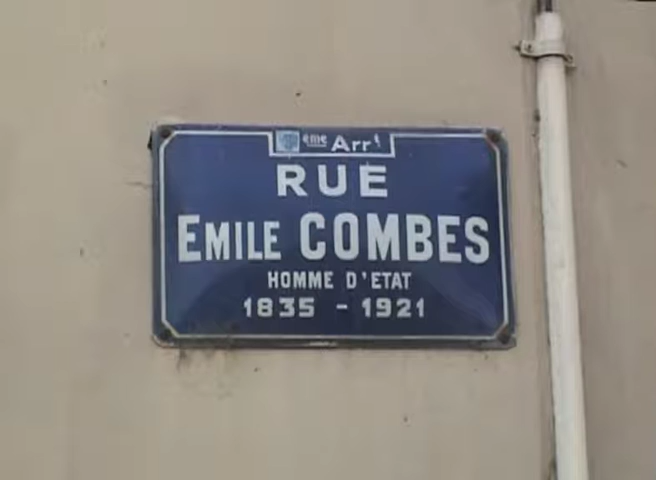 ème Arrt
RUE
EMILE COMBES
HOMME D'ETAT
1835 - 1921